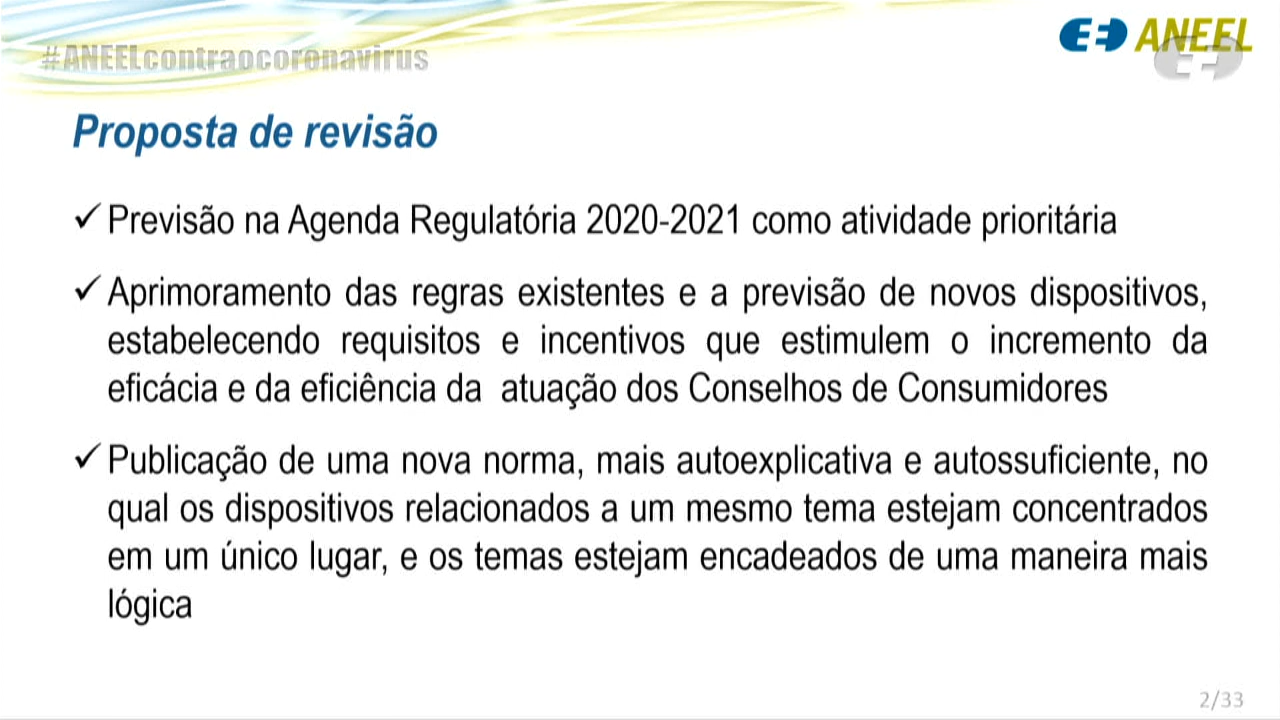 #ANEELcontraocoronavirus
ANEEL
Proposta de revisão
✓ Previsão na Agenda Regulatória 2020-2021 como atividade prioritária
✓ Aprimoramento das regras existentes e a previsão de novos dispositivos,
estabelecendo requisitos e incentivos que estimulem o incremento da
eficácia e da eficiência da atuação dos Conselhos de Consumidores
✓ Publicação de uma nova norma, mais autoexplicativa e autossuficiente, no
qual os dispositivos relacionados a um mesmo tema estejam concentrados
em um único lugar, e os temas estejam encadeados de uma maneira mais
lógica
2/33